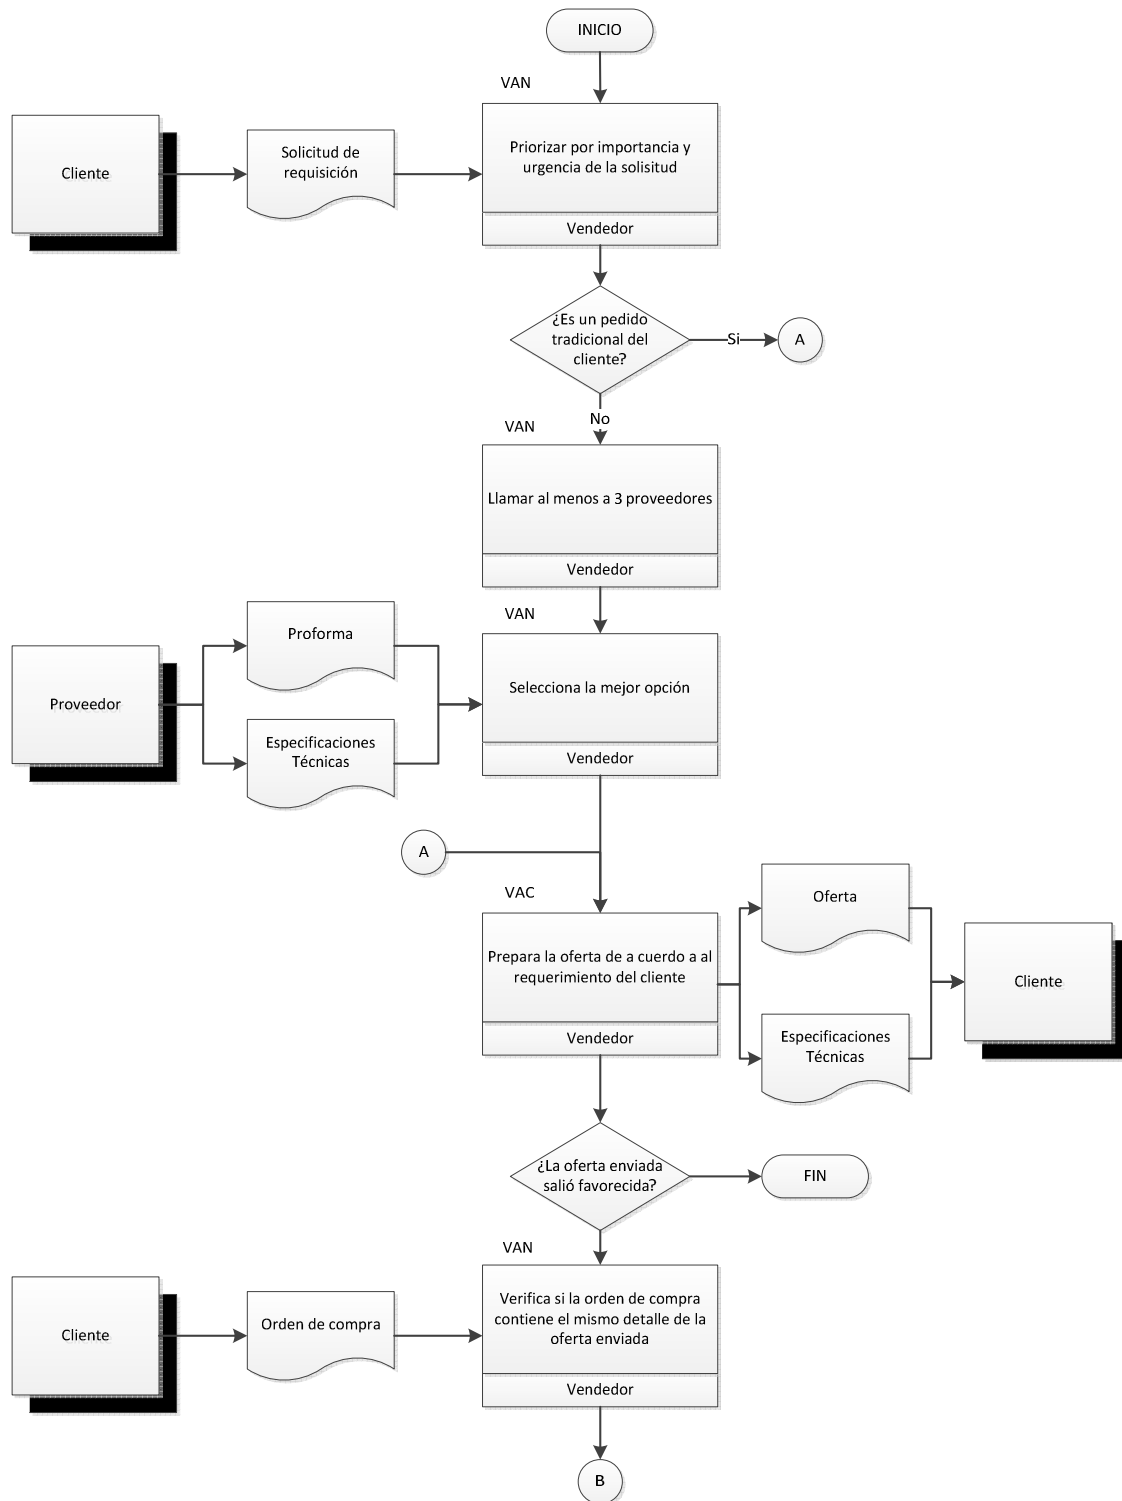 INICIO
VAN
Cliente
Solicitud de
requisición
Priorizar por importancia y
urgencia de la solisitud
Vendedor
¿Es un pedido
tradicional del
cliente?
Si
A
No
VAN
Llamar al menos a 3 proveedores
Vendedor
VAN
Proveedor
Proforma
Especificaciones
Técnicas
Selecciona la mejor opción
Vendedor
A
VAC
Prepara la oferta de a cuerdo a al
requerimiento del cliente
Vendedor
Oferta
Especificaciones
Técnicas
Cliente
¿La oferta enviada
salió favorecida?
FIN
VAN
Cliente
Orden de compra
Verifica si la orden de compra
contiene el mismo detalle de la
oferta enviada
Vendedor
B